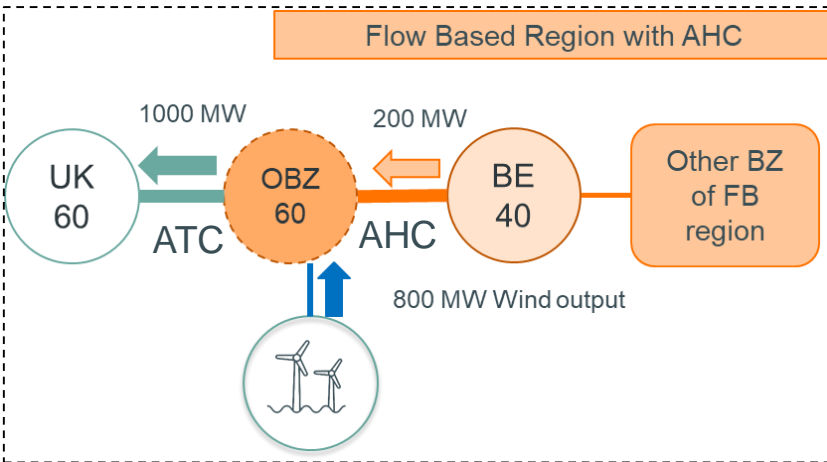 Flow Based Region with AHC
1000 MW
200 MW
UK
60
OBZ
60
BE
40
Other BZ
of FB
region
ATC
AHC
800 MW Wind output